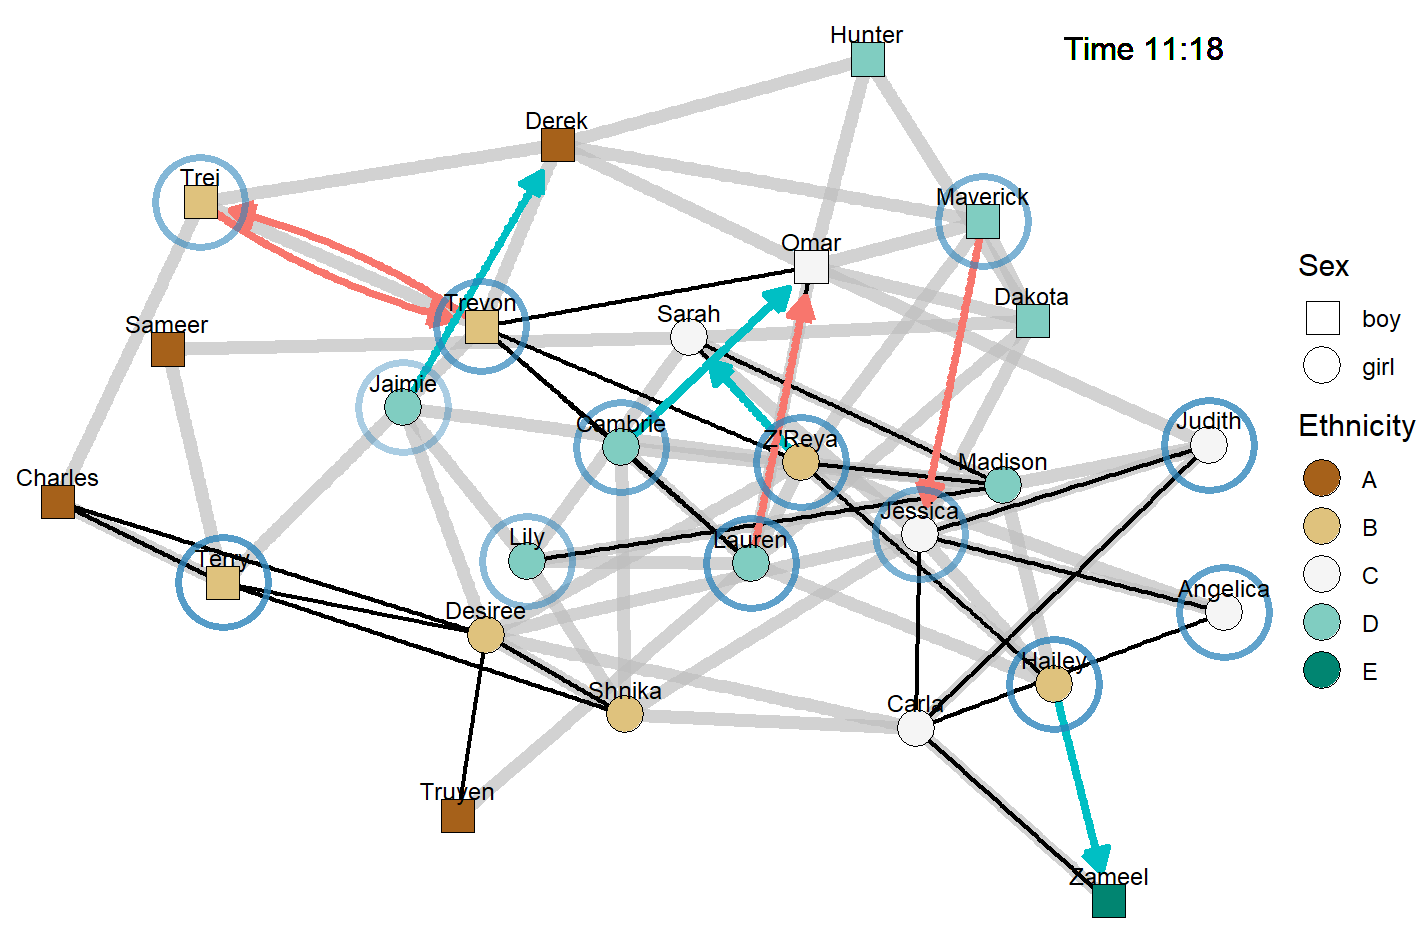 Hunter
Time 11:18
Derek
Trei
Maverick
Omar
Sex
Trevon
Dakota
Sameer
Sarah
boy
girl
Jaimie
Cambrie
Judith
Z'Reya
Ethnicity
Madison
Charles
A
Jessica
B
Lily
Lauren
Terry
C
Angelica
Desiree
D
Hailey
E
Shnika
Carla
Truyen
Zameel